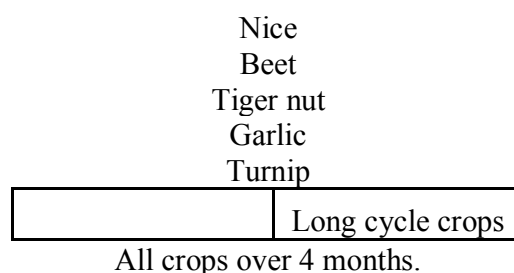 Nice
Beet
Tiger nut
Garlic
Turnip
Long cycle crops
All crops over 4 months.